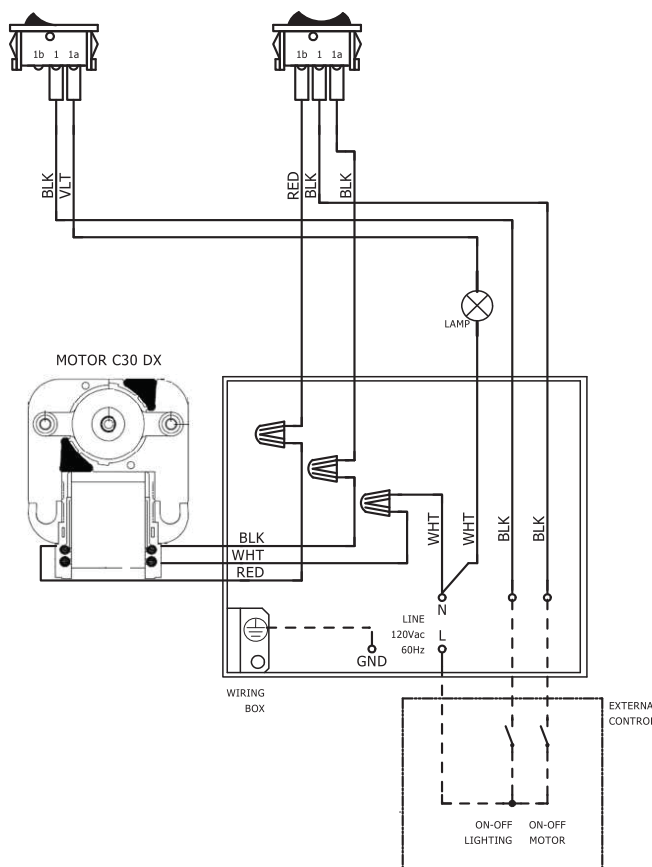 1b 1 1a
1b 1 1a
BLK
VLT
RED
BLK
BLK
LAMP
MOTOR C30 DX
BLK
WHT
RED
WHT
WHT
BLK
BLK
N
LINE
120Vac
60Hz
L
GND
WIRING
BOX
EXTERNA
CONTROL
ON-OFF
LIGHTING
ON-OFF
MOTOR